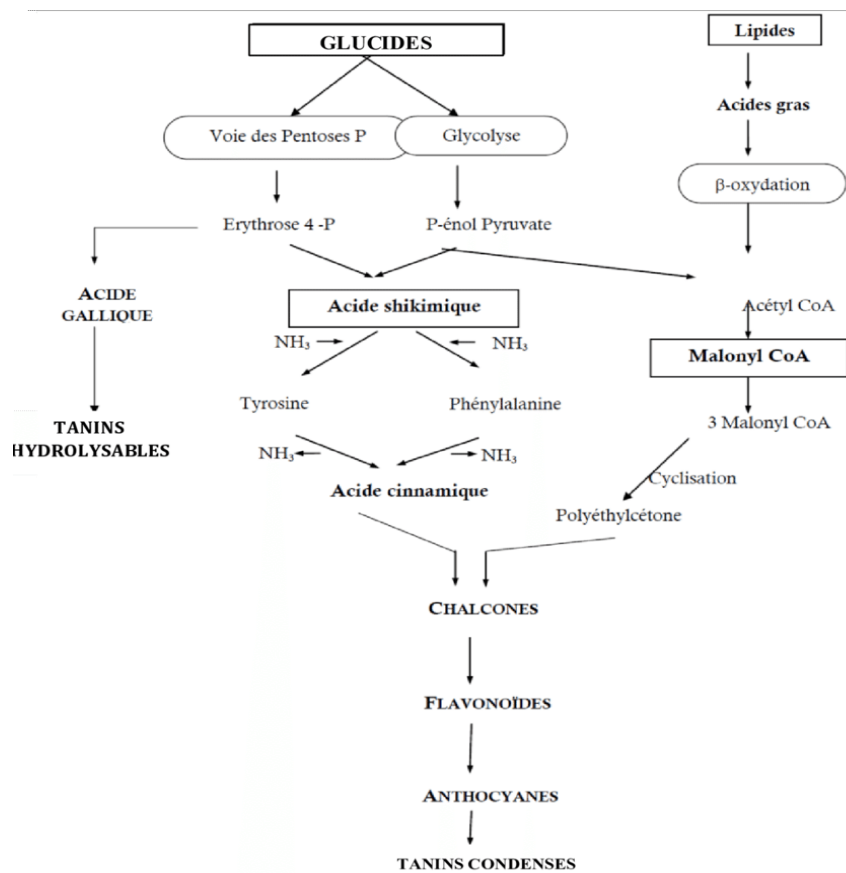 GLUCIDES
Lipides
Acides gras
Voie des Pentoses P
Glycolyse
β-oxydation
Erythrose 4 -P
P-énol Pyruvate
ACIDE
GALLIQUE
Acide shikimique
Acétyl CoA
NH₃
NH₃
Malonyl CoA
Tyrosine
Phénylalanine
3 Malonyl CoA
TANINS
HYDROLYSABLES
NH₃
NH₃
Cyclisation
Acide cinnamique
Polyéthylcétone
CHALCONES
FLAVONOÏDES
ANTHOCYANES
TANINS CONDENSES